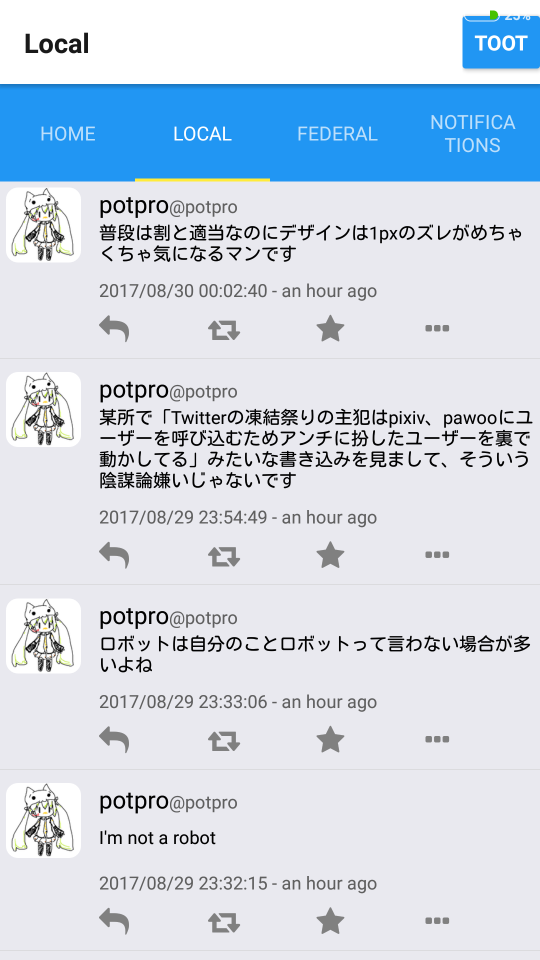 25%
Local
TOOT
HOME
LOCAL
FEDERAL
NOTIFICA
TIONS
potpro@potpro
普段は割と適当なのにデザインは1pxのズレがめちゃ
くちゃ気になるマンです
2017/08/30 00:02:40 - an hour ago
potpro@potpro
某所で「Twitterの凍結祭りの主犯はpixiv、pawooにユ
ーザーを呼び込むためアンチに扮したユーザーを裏で
動かしてる」みたいな書き込みを見まして、そういう
陰謀論嫌いじゃないです
2017/08/29 23:54:49 - an hour ago
potpro@potpro
ロボットは自分のことロボットって言わない場合が多
いよね
2017/08/29 23:33:06 - an hour ago
potpro@potpro
I'm not a robot
2017/08/29 23:32:15 - an hour ago